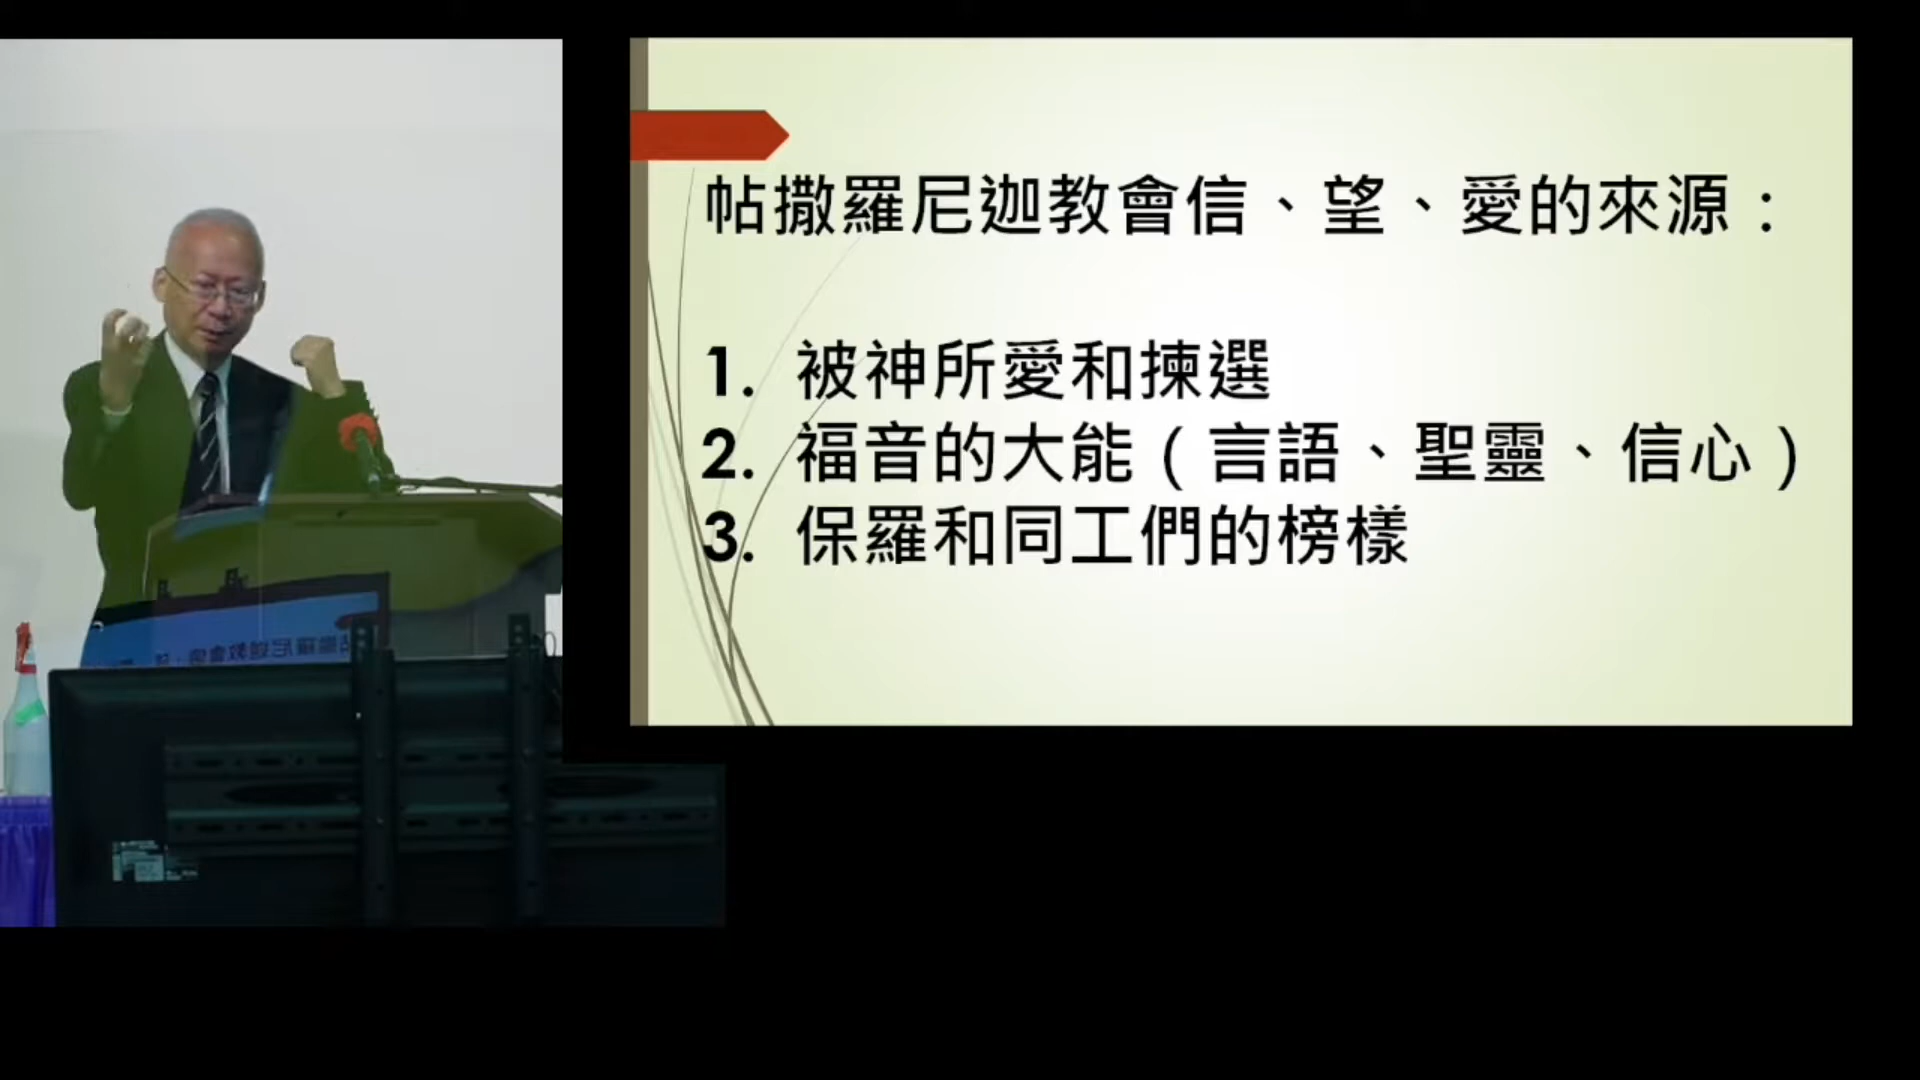 帖撒羅尼迦教會信、望、愛的來源：
1. 被神所愛和揀選
2. 福音的大能（言語、聖靈、信心）
3. 保羅和同工們的榜樣